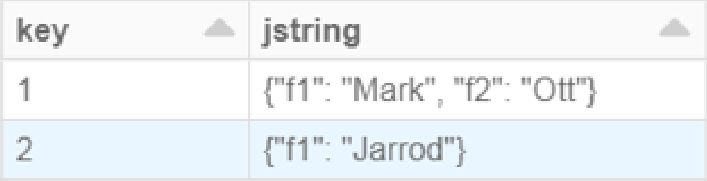 key jstring
1 {"f1": "Mark", "f2": "Ott"}
2 {"f1": "Jarrod"}